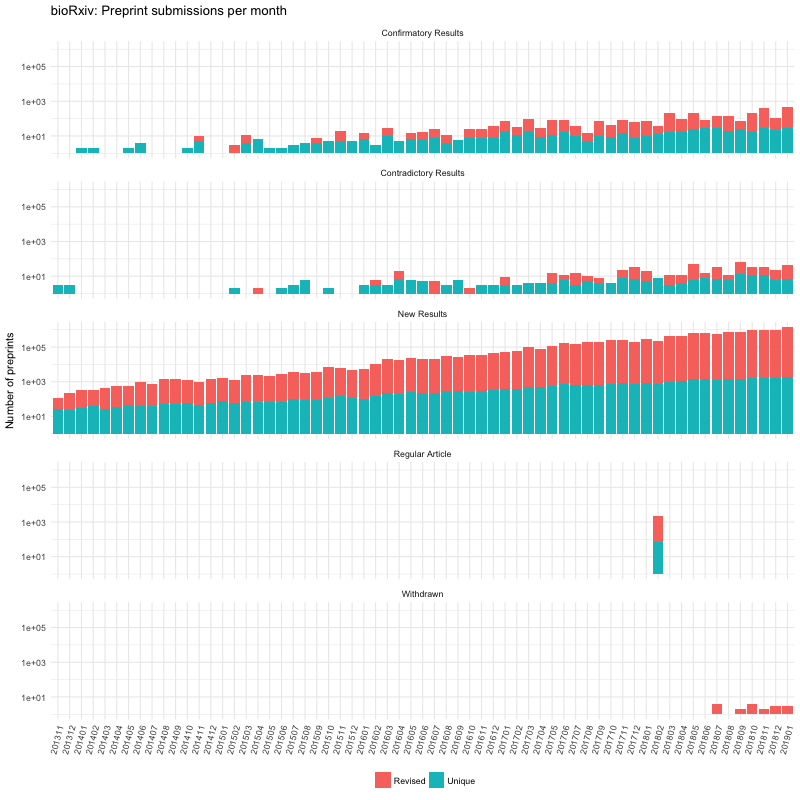 bioRxiv: Preprint submissions per month
Number of preprints
Confirmatory Results
1e+05
1e+03
1e+01
Contradictory Results
1e+05
1e+03
1e+01
New Results
1e+05
1e+03
1e+01
Regular Article
1e+05
1e+03
1e+01
Withdrawn
1e+05
1e+03
1e+01
201311 201312 201401 201402 201403 201404 201405 201406 201407 201408 201409 201410 201411 201412 201501 201502 201503 201504 201505 201506 201507 201508 201509 201510 201511 201512 201601 201602 201603 201604 201605 201606 201607 201608 201609 201610 201611 201612 201701 201702 201703 201704 201705 201706 201707 201708 201709 201710 201711 201712 201801 201802 201803 201804 201805 201806 201807 201808 201809 201810 201811 201812 201901
Revised Unique